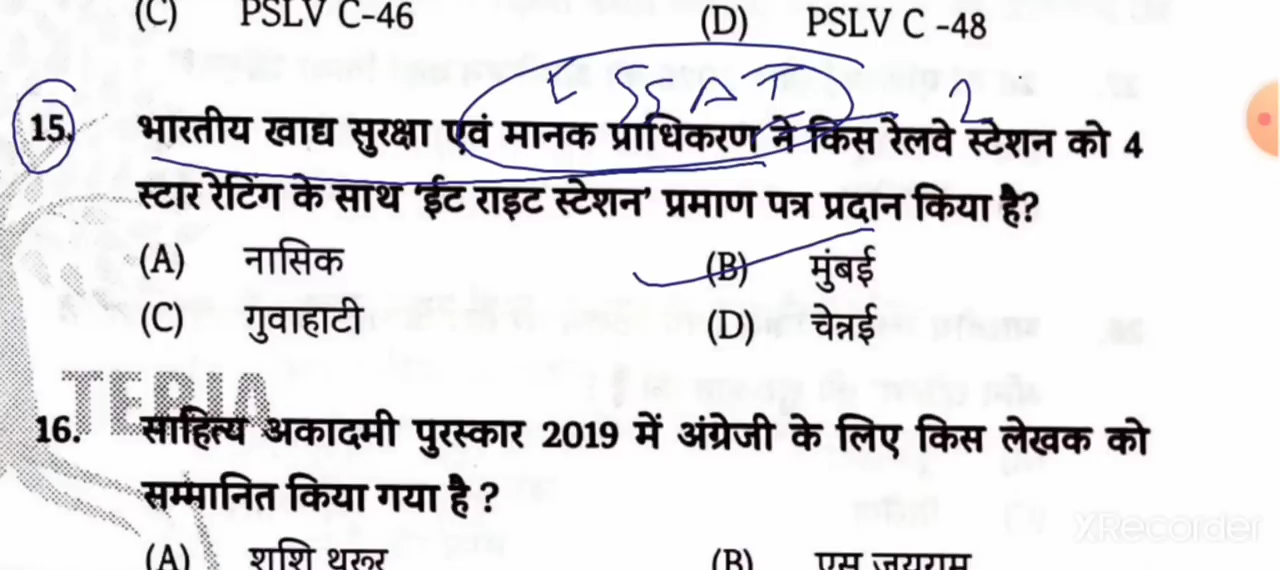 (C) PSLV C-46 (D) PSLV C -48
15. भारतीय खाद्य सुरक्षा एवं मानक प्राधिकरण ने किस रेलवे स्टेशन को 4
स्टार रेटिंग के साथ ‘ईट राइट स्टेशन’ प्रमाण पत्र प्रदान किया है?
(A) नासिक (B) मुंबई
(C) गुवाहाटी (D) चेन्नई
TERIA
16. साहित्य अकादमी पुरस्कार 2019 में अंग्रेजी के लिए किस लेखक को
सम्मानित किया गया है ?
XRecorder
(A) शशि थरूर (B) एस जयराम